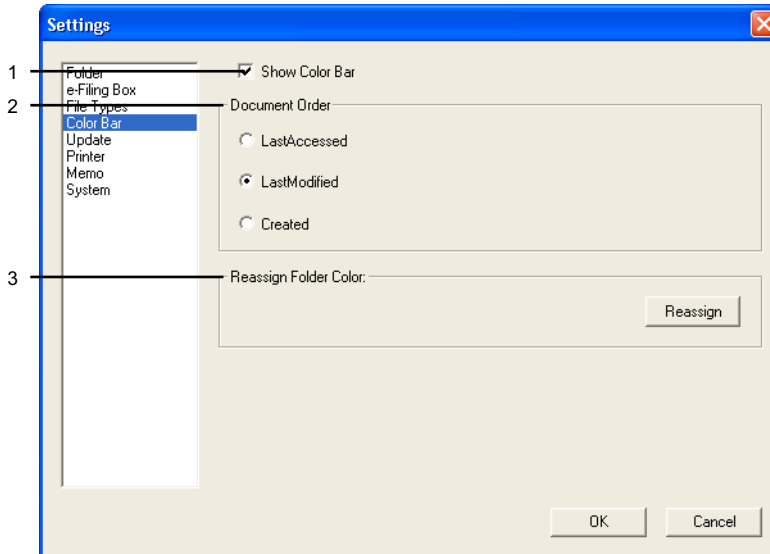 Settings
1
Folder
e-Filing Box
File Types
Color Bar
Update
Printer
Memo
System
Show Color Bar
2
Document Order
LastAccessed
LastModified
Created
3
Reassign Folder Color:
Reassign
OK
Cancel